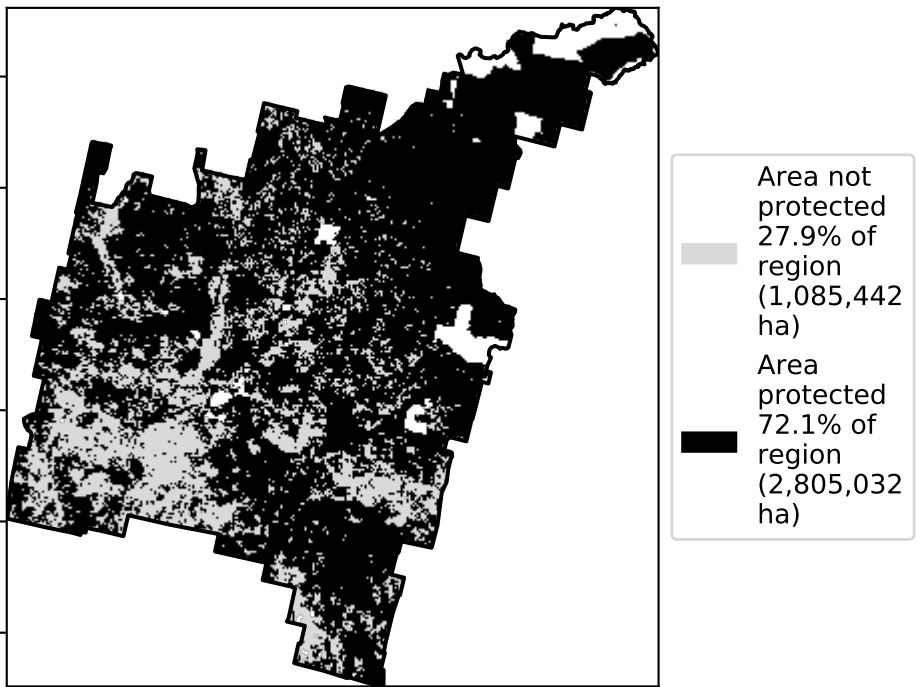 Area not
protected
27.9% of
region
(1,085,442
ha)
Area
protected
72.1% of
region
(2,805,032
ha)